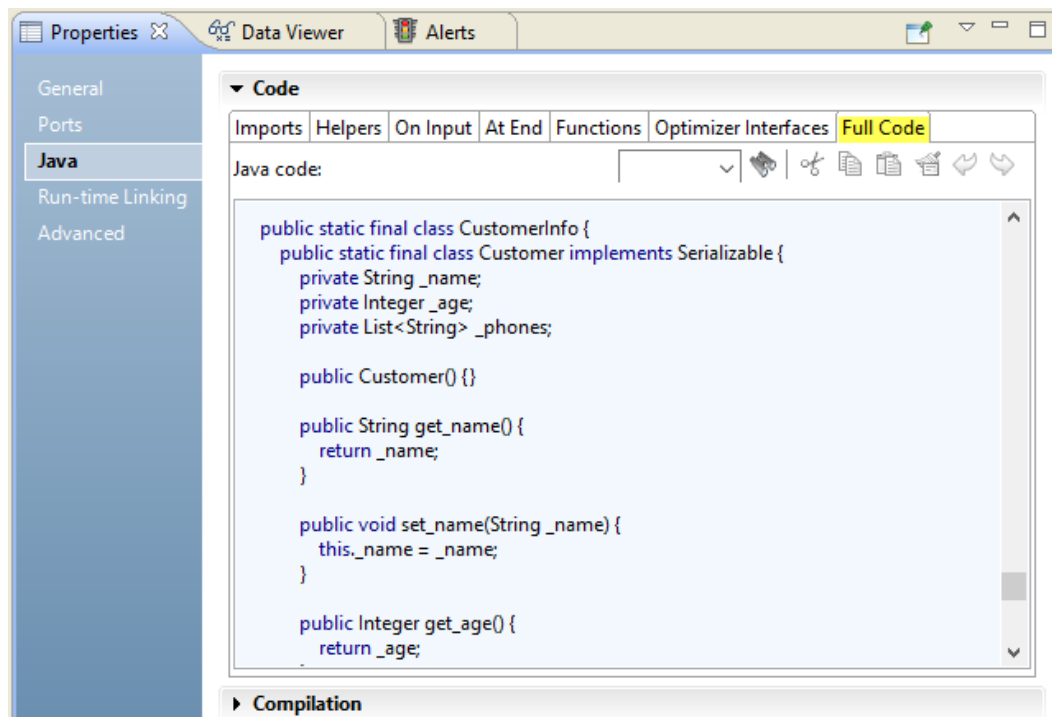 Properties Data Viewer Alerts
General
Ports
Java
Run-time Linking
Advanced
Code
Imports Helpers On Input At End Functions Optimizer Interfaces Full Code
Java code:
public static final class CustomerInfo {
public static final class Customer implements Serializable {
private String _name;
private Integer _age;
private List<String> _phones;
public Customer() {}
public String get_name() {
return _name;
}
public void set_name(String _name) {
this._name = _name;
}
public Integer get_age() {
return _age;
Compilation